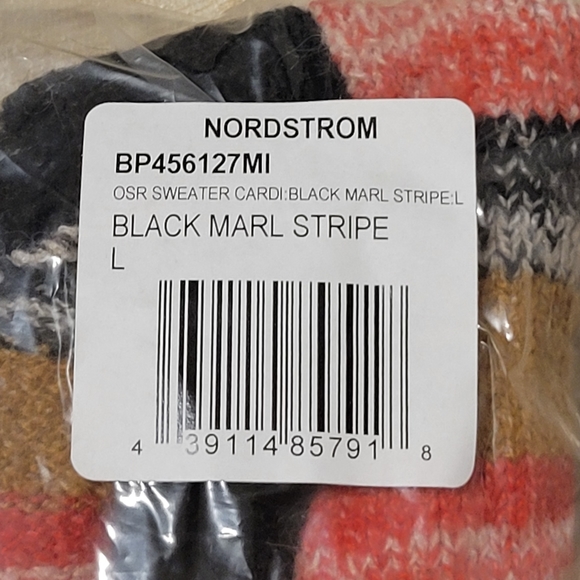 NORDSTROM
BP456127MI
OSR SWEATER CARDI:BLACK MARL STRIPE:L
BLACK MARL STRIPE
L
4 39114 85791 8